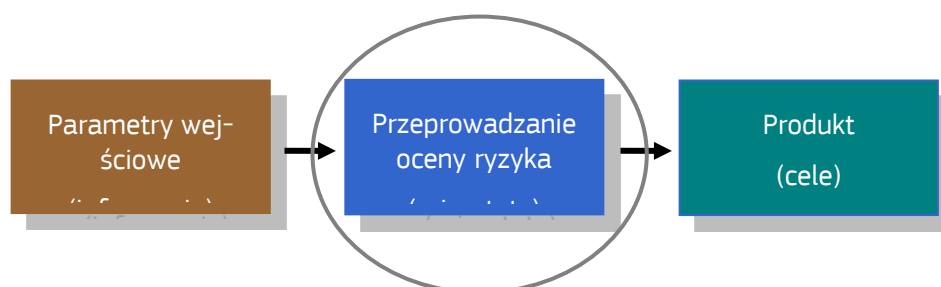 Parametry wej-
ściowe
Przeprowadzanie
oceny ryzyka
Produkt
(cele)